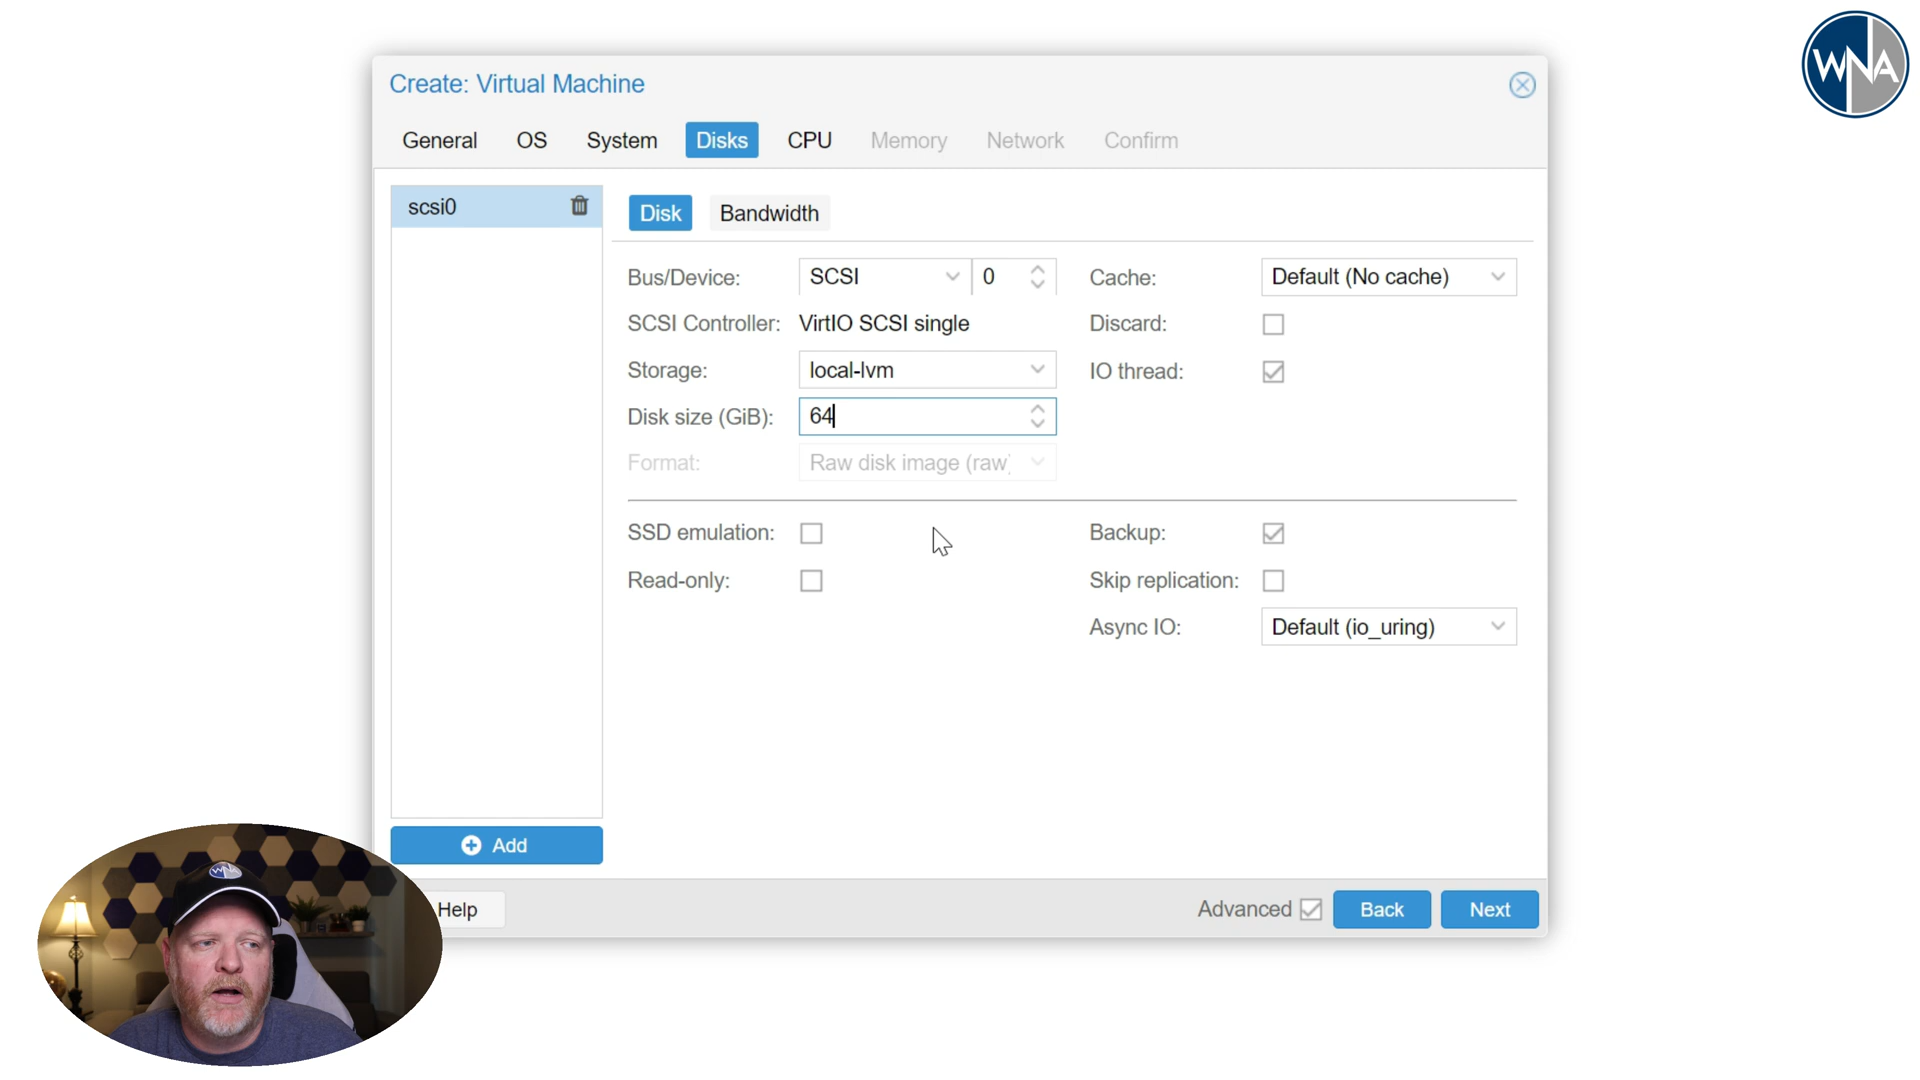 WNA
Create: Virtual Machine
General OS System Disks CPU Memory Network Confirm
scsi0
Disk Bandwidth
Bus/Device: SCSI 0 Cache: Default (No cache)
SCSI Controller: VirtIO SCSI single Discard:
Storage: local-lvm IO thread:
Disk size (GiB): 64
Format: Raw disk image (raw)
SSD emulation: Backup:
Read-only: Skip replication:
Async IO: Default (io_uring)
Add
Help Advanced Back Next
WNA